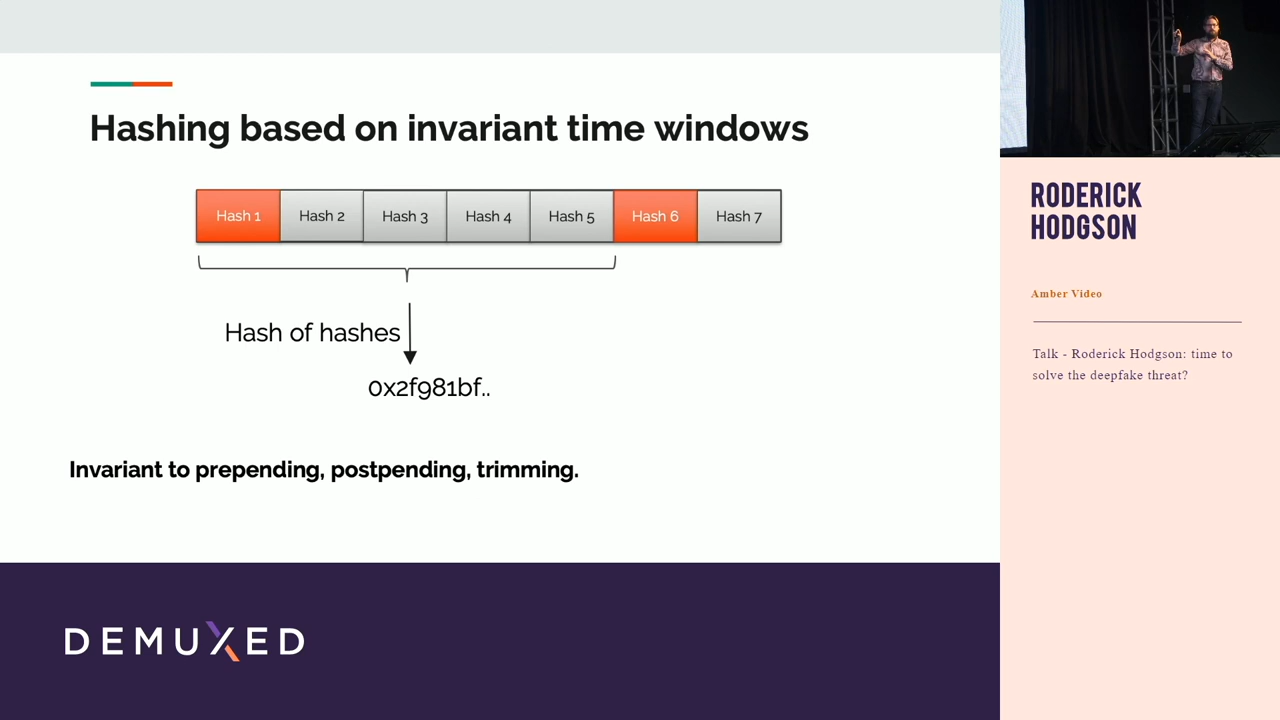 Hashing based on invariant time windows
Hash 1 Hash 2 Hash 3 Hash 4 Hash 5 Hash 6 Hash 7
Hash of hashes
0x2f981bf..
Invariant to prepending, postpending, trimming.
DEMUXED
RODERICK
HODGSON
Amber Video
Talk - Roderick Hodgson: time to
solve the deepfake threat?